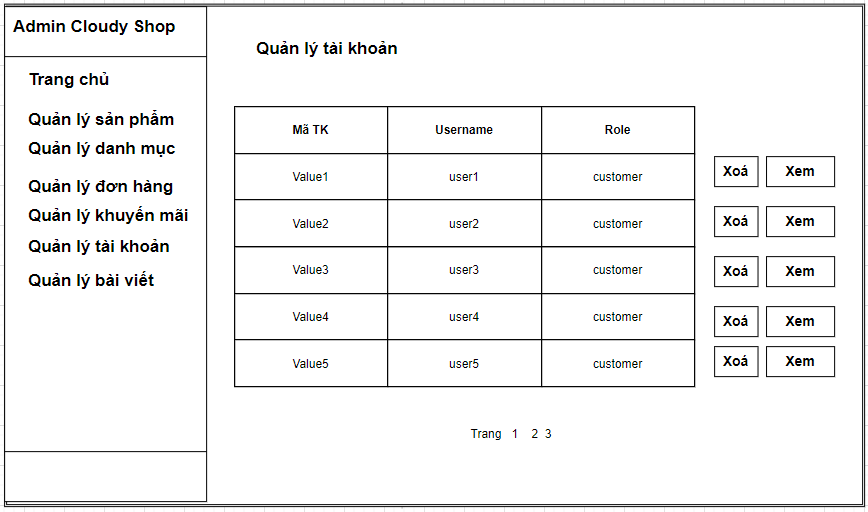 Admin Cloudy Shop
Trang chủ
Quản lý sản phẩm
Quản lý danh mục
Quản lý đơn hàng
Quản lý khuyến mãi
Quản lý tài khoản
Quản lý bài viết
Quản lý tài khoản
Mã TK Username Role
Value1 user1 customer Xoá Xem
Value2 user2 customer Xoá Xem
Value3 user3 customer Xoá Xem
Value4 user4 customer Xoá Xem
Value5 user5 customer Xoá Xem
Trang 1 2 3